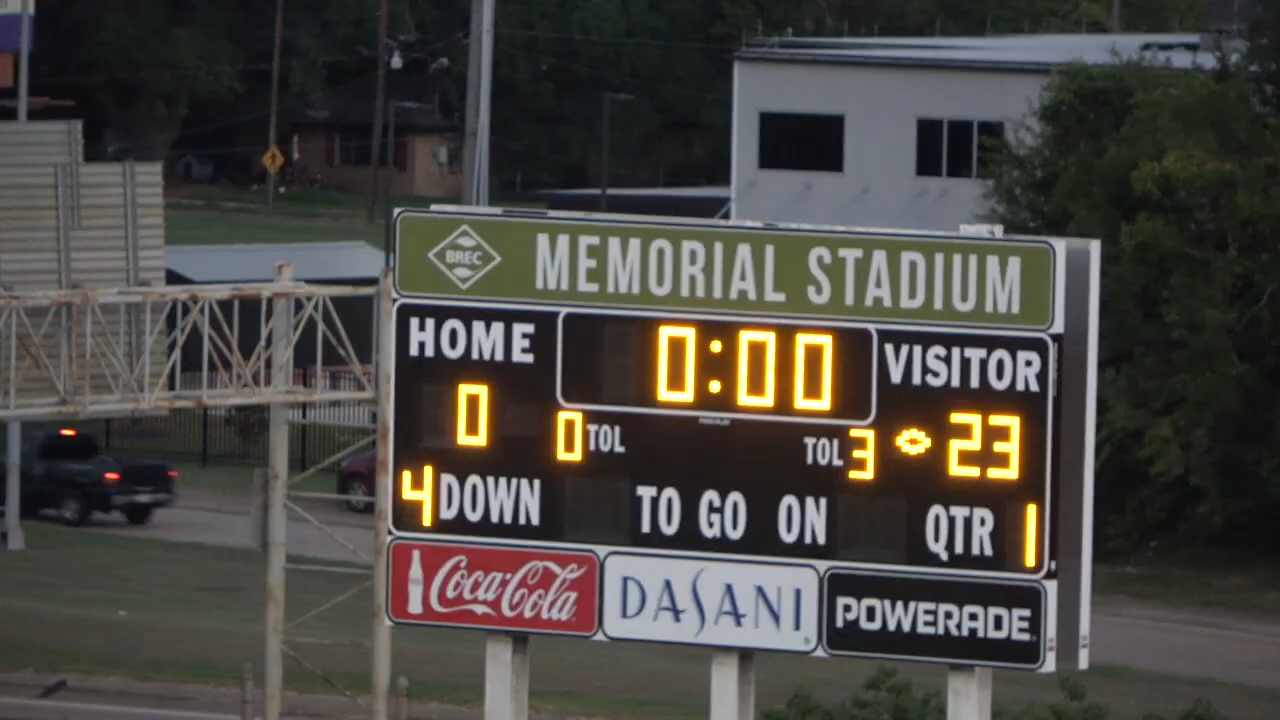 BREC MEMORIAL STADIUM
HOME 0:00 VISITOR
0 0 TOL TOL 3 23
4 DOWN TO GO ON QTR 1
Coca-Cola DASANI POWERADE